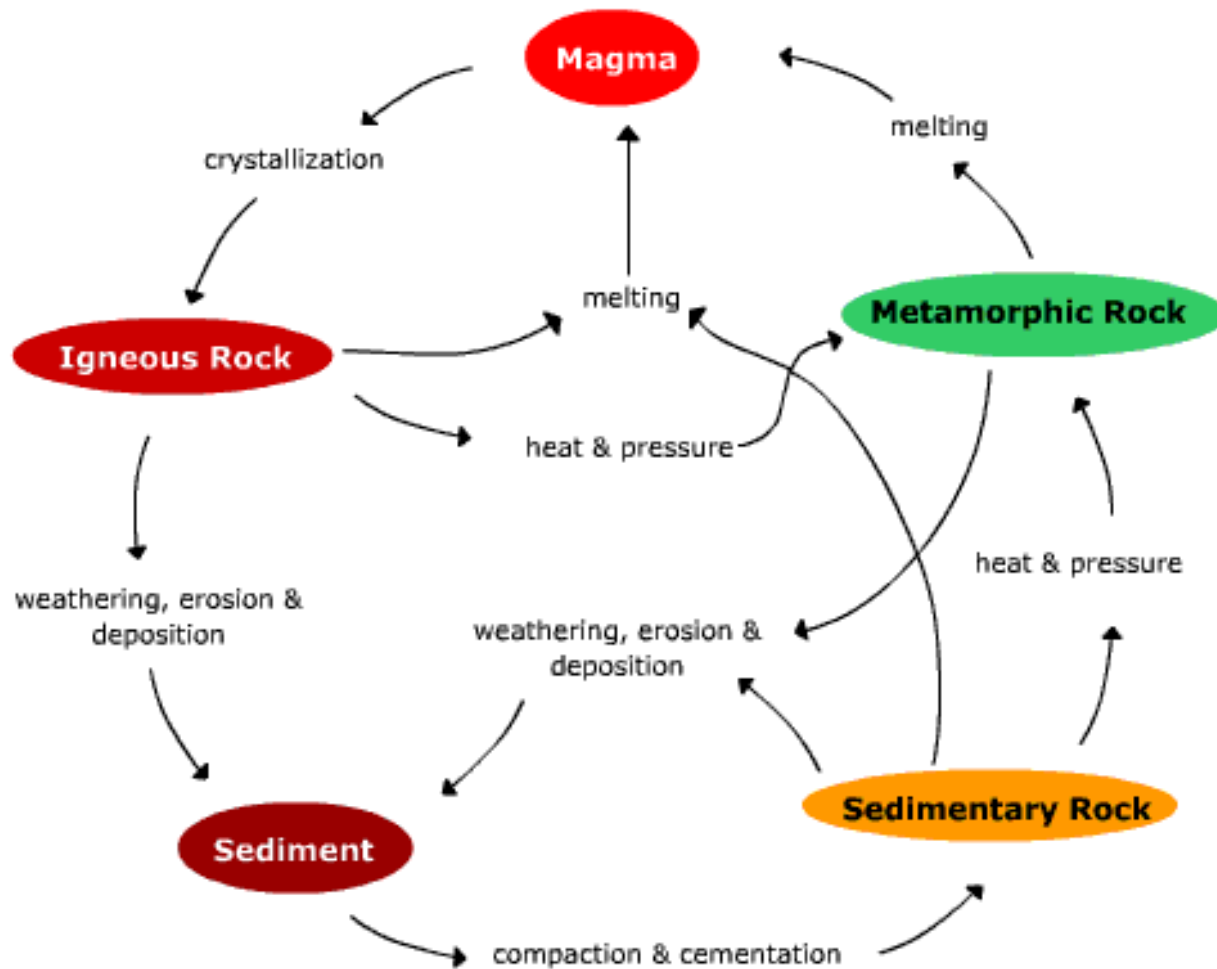 Magma
melting
crystallization
melting
Metamorphic Rock
Igneous Rock
heat & pressure
heat & pressure
weathering, erosion &
deposition
weathering, erosion &
deposition
Sedimentary Rock
Sediment
compaction & cementation